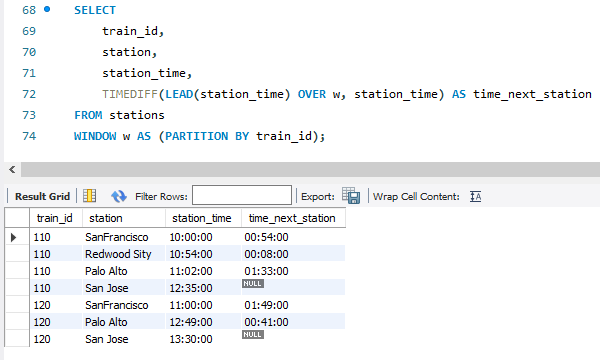 68 SELECT
69 train_id,
70 station,
71 station_time,
72 TIMEDIFF(LEAD(station_time) OVER w, station_time) AS time_next_station
73 FROM stations
74 WINDOW w AS (PARTITION BY train_id);
Result Grid Filter Rows: Export: Wrap Cell Content: IA
train_id station station_time time_next_station
110 SanFrancisco 10:00:00 00:54:00
110 Redwood Sity 10:54:00 00:08:00
110 Palo Alto 11:02:00 01:33:00
110 San Jose 12:35:00 NULL
120 SanFrancisco 11:00:00 01:49:00
120 Palo Alto 12:49:00 00:41:00
120 San Jose 13:30:00 NULL